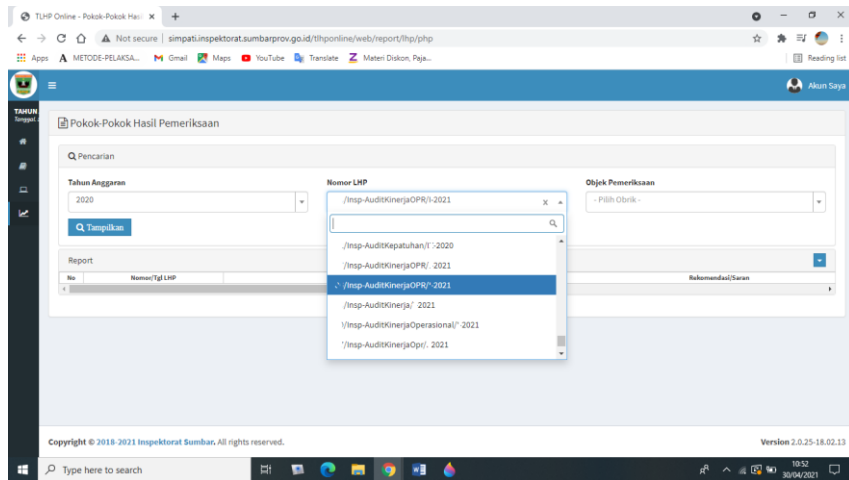 TLHP Online - Pokok-Pokok Hasi
Not secure | simpati.inspektorat.sumbarprov.go.id/tlhponline/web/report/lhp/php
Apps METODE-PELAKSA... Gmail Maps YouTube Translate Materi Diskon, Paja... Reading list
Akun Saya
TAHUN
Pokok-Pokok Hasil Pemeriksaan
Pencarian
Tahun Anggaran Nomor LHP Objek Pemeriksaan
2020 /Insp-AuditKinerjaOPR/I-2021 x - Pilih Obrik -
Tampilkan
/Insp-AuditKepatuhan/ -2020
Report /Insp-AuditKinerjaOPR/ 2021
No Nomor/Tgl LHP Rekomendasi/Saran
/Insp-AuditKinerjaOPR/ -2021
/Insp-AuditKinerja/ 2021
/Insp-AuditKinerjaOperasional/ 2021
/Insp-AuditKinerjaOpr/. 2021
Copyright © 2018-2021 Inspektorat Sumbar. All rights reserved. Version 2.0.25-18.02.13
Type here to search 10:52
30/04/2021